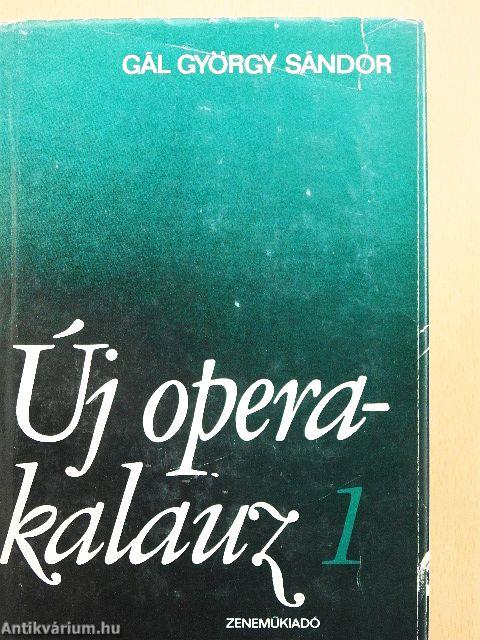 GÁL GYÖRGY SÁNDOR
Új opera-
kalauz 1
ZENEMŰKIADÓ
Antikvárium.hu